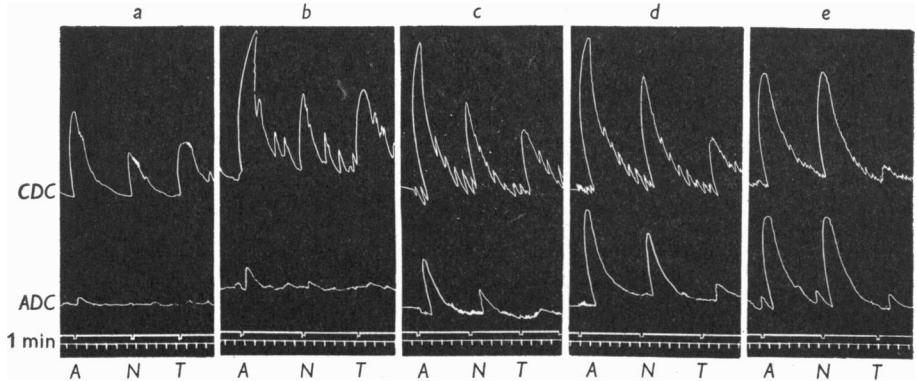 a b c d e
CDC
ADC
1 min
A N T A N T A N T A N T A N T